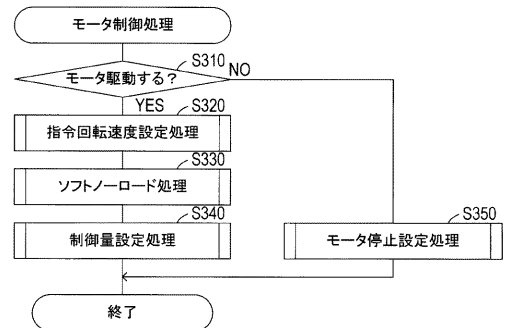 モータ制御処理
S310
モータ駆動する？
NO
YES
S320
指令回転速度設定処理
S330
ソフトノーロード処理
S340
制御量設定処理
S350
モータ停止設定処理
終了